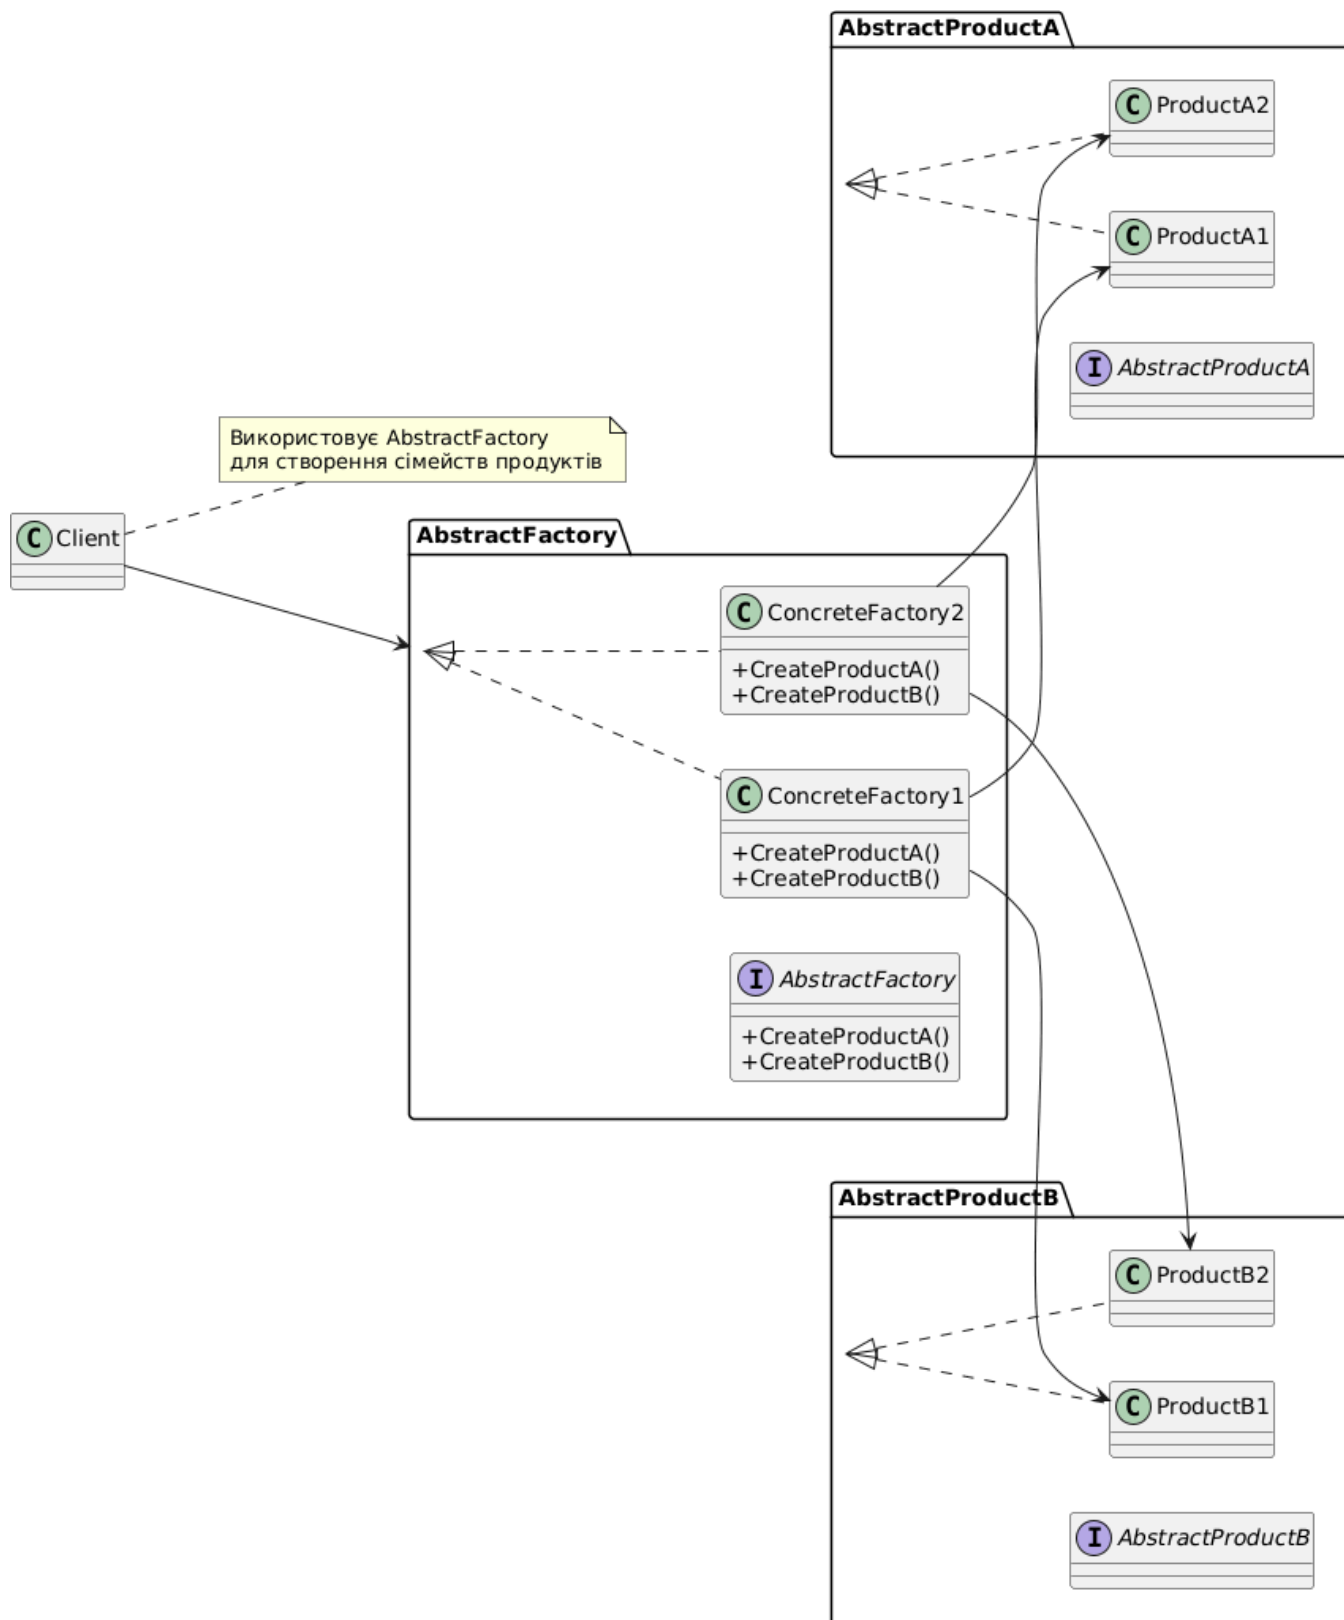 AbstractProductA
C ProductA2
C ProductA1
I AbstractProductA
Використовує AbstractFactory
для створення сімейств продуктів
C Client
AbstractFactory
C ConcreteFactory2
+CreateProductA()
+CreateProductB()
C ConcreteFactory1
+CreateProductA()
+CreateProductB()
I AbstractFactory
+CreateProductA()
+CreateProductB()
AbstractProductB
C ProductB2
C ProductB1
I AbstractProductB